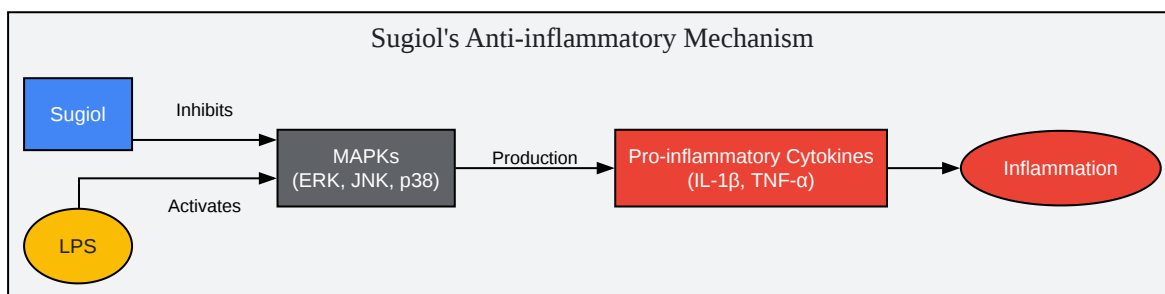 Sugiol's Anti-inflammatory Mechanism
Sugiol
Inhibits
MAPKs
(ERK, JNK, p38)
Production
Pro-inflammatory Cytokines
(IL-1β, TNF-α)
Inflammation
Activates
LPS